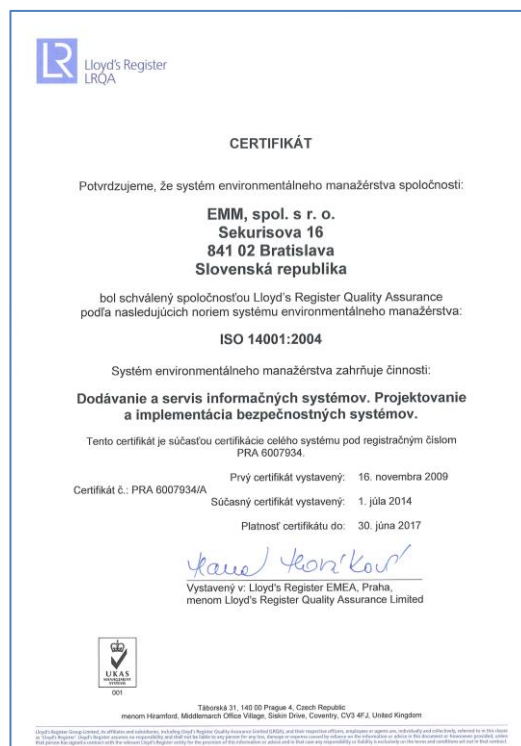 LR
Lloyd's Register
LRQA
CERTIFIKÁT
Potvrdzujeme, že systém environmentálneho manažérstva spoločnosti:
EMM, spol. s r. o.
Sekurisova 16
841 02 Bratislava
Slovenská republika
bol schválený spoločnosťou Lloyd's Register Quality Assurance
podľa nasledujúcich noriem systému environmentálneho manažérstva:
ISO 14001:2004
Systém environmentálneho manažérstva zahrňuje činnosti:
Dodávanie a servis informačných systémov. Projektovanie
a implementácia bezpečnostných systémov.
Tento certifikát je súčasťou certifikácie celého systému pod registračným číslom
PRA 6007934.
Prvý certifikát vystavený: 16. novembra 2009
Certifikát č.: PRA 6007934/A
Súčasný certifikát vystavený: 1. júla 2014
Platnosť certifikátu do: 30. júna 2017
Vystavený v: Lloyd's Register EMEA, Praha,
menom Lloyd's Register Quality Assurance Limited
UKAS
MANAGEMENT
SYSTEMS
001
Táborská 31, 140 00 Prague 4, Czech Republic
menom Hiramford, Middlemarch Office Village, Siskin Drive, Coventry, CV3 4FJ, United Kingdom